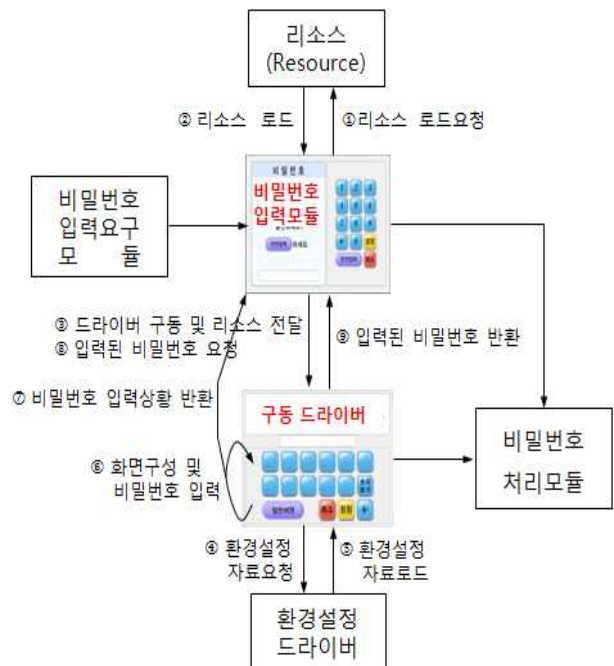 리소스
(Resource)
② 리소스 로드
①리소스 로드요청
비밀번호
비밀번호
입력모듈
하세요
비밀번호
입력요구
모 듈
③ 드라이버 구동 및 리소스 전달
⑧ 입력된 비밀번호 요청
⑨ 입력된 비밀번호 반환
⑦ 비밀번호 입력상황 반환
구동 드라이버
비밀번호
처리모듈
⑥ 화면구성 및
비밀번호 입력
취소
④ 환경설정
자료요청
⑤ 환경설정
자료로드
환경설정
드라이버